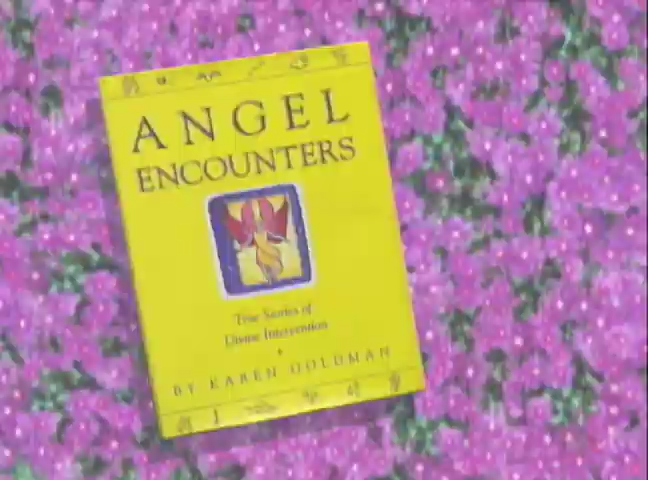 ANGEL
ENCOUNTERS
True Stories of
Divine Intervention
BY KAREN GOLDMAN